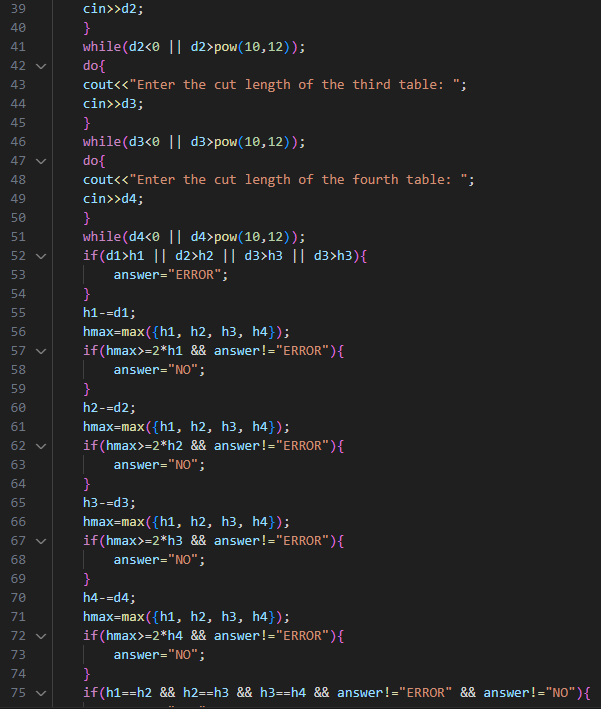 39 cin>>d2;
40 }
41 while(d2<0 || d2>pow(10,12));
42 do{
43 cout<<"Enter the cut length of the third table: ";
44 cin>>d3;
45 }
46 while(d3<0 || d3>pow(10,12));
47 do{
48 cout<<"Enter the cut length of the fourth table: ";
49 cin>>d4;
50 }
51 while(d4<0 || d4>pow(10,12));
52 if(d1>h1 || d2>h2 || d3>h3 || d3>h3){
53 answer="ERROR";
54 }
55 h1-=d1;
56 hmax=max({h1, h2, h3, h4});
57 if(hmax>=2*h1 && answer!="ERROR"){
58 answer="NO";
59 }
60 h2-=d2;
61 hmax=max({h1, h2, h3, h4});
62 if(hmax>=2*h2 && answer!="ERROR"){
63 answer="NO";
64 }
65 h3-=d3;
66 hmax=max({h1, h2, h3, h4});
67 if(hmax>=2*h3 && answer!="ERROR"){
68 answer="NO";
69 }
70 h4-=d4;
71 hmax=max({h1, h2, h3, h4});
72 if(hmax>=2*h4 && answer!="ERROR"){
73 answer="NO";
74 }
75 if(h1==h2 && h2==h3 && h3==h4 && answer!="ERROR" && answer!="NO"){